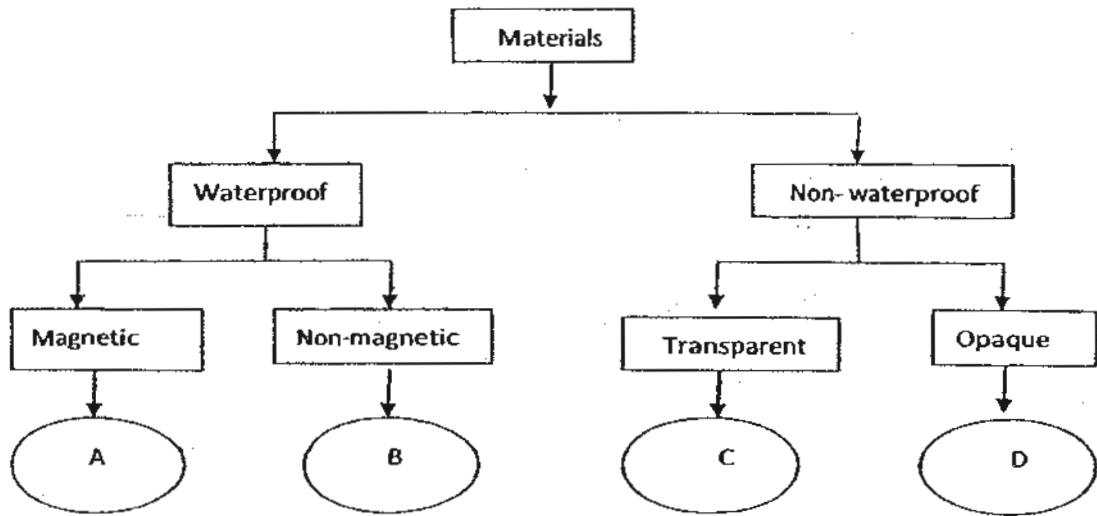 Materials
Waterproof
Non-waterproof
Magnetic
Non-magnetic
Transparent
Opaque
A
B
C
D